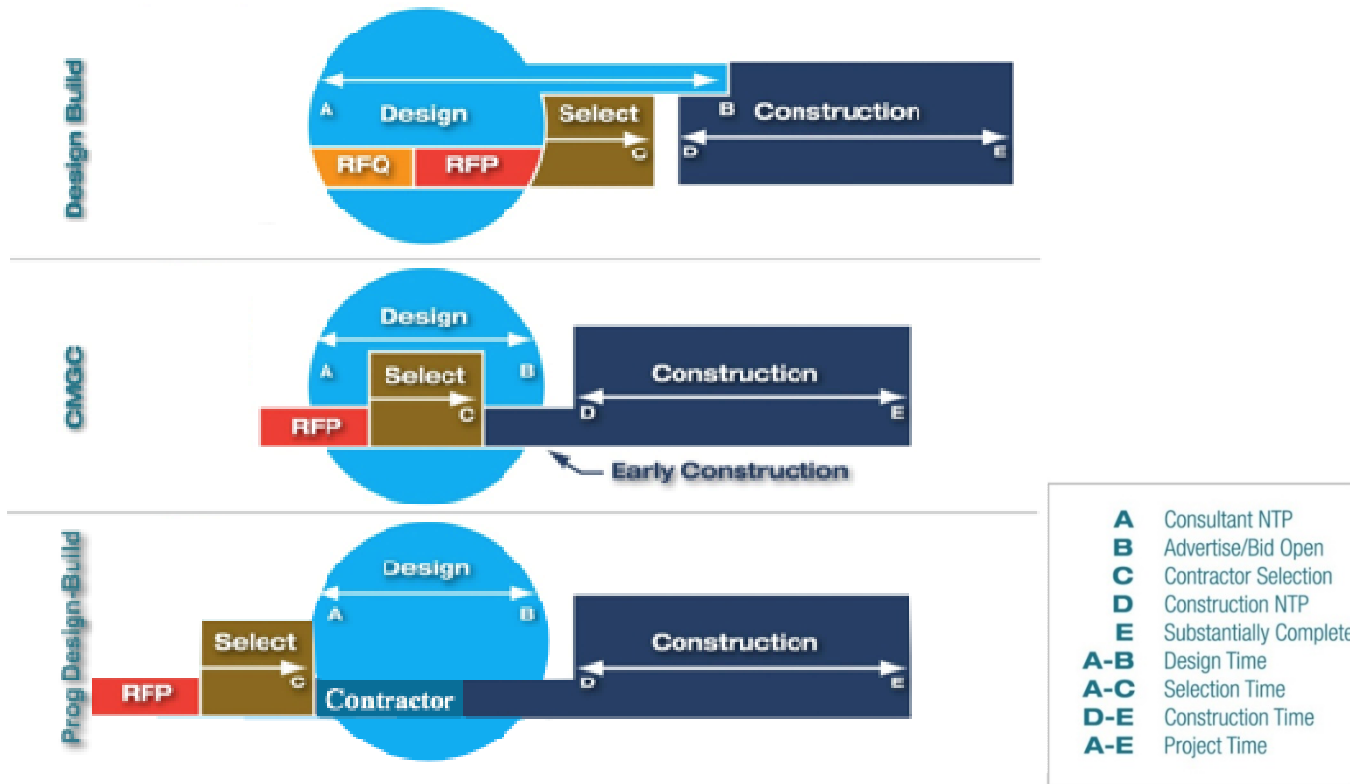 Design Build
A
Design
Select
B
Construction
C
D
E
RFQ
RFP
CMGC
Design
A
Select
B
Construction
C
D
E
RFP
Early Construction
Prog Design-Build
Design
A
B
Select
Construction
C
D
E
RFP
Contractor
A Consultant NTP
B Advertise/Bid Open
C Contractor Selection
D Construction NTP
E Substantially Complete
A-B Design Time
A-C Selection Time
D-E Construction Time
A-E Project Time